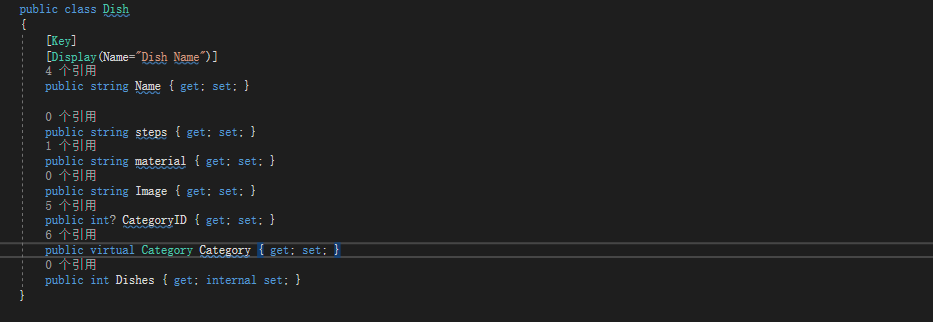 public class Dish
{
[Key]
[Display(Name="Dish Name")]
4 个引用
public string Name { get; set; }
0 个引用
public string steps { get; set; }
1 个引用
public string material { get; set; }
0 个引用
public string Image { get; set; }
5 个引用
public int? CategoryID { get; set; }
6 个引用
public virtual Category Category { get; set; }
0 个引用
public int Dishes { get; internal set; }
}